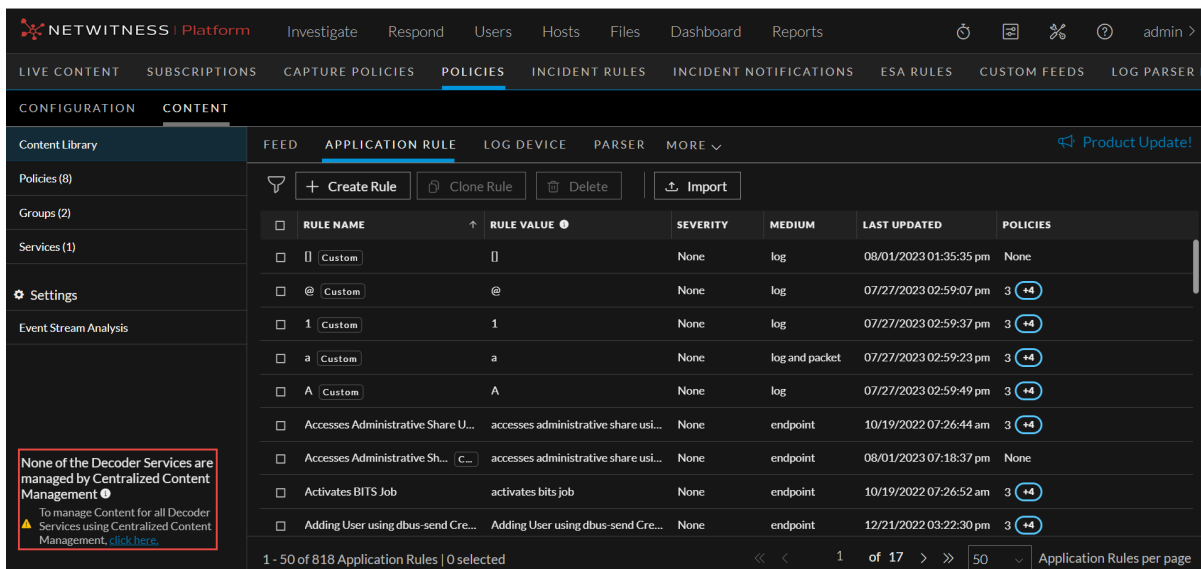 NETWITNESS | Platform Investigate Respond Users Hosts Files Dashboard Reports admin >
LIVE CONTENT SUBSCRIPTIONS CAPTURE POLICIES POLICIES INCIDENT RULES INCIDENT NOTIFICATIONS ESA RULES CUSTOM FEEDS LOG PARSER
CONFIGURATION CONTENT
Content Library
Policies (8)
Groups (2)
Services (1)
Settings
Event Stream Analysis
None of the Decoder Services are
managed by Centralized Content
Management
To manage Content for all Decoder
Services using Centralized Content
Management, click here.
FEED APPLICATION RULE LOG DEVICE PARSER MORE
Product Update!
+ Create Rule Clone Rule Delete Import
RULE NAME ↑ RULE VALUE SEVERITY MEDIUM LAST UPDATED POLICIES
[] Custom [] None log 08/01/2023 01:35:35 pm None
@ Custom @ None log 07/27/2023 02:59:07 pm 3 +4
1 Custom 1 None log 07/27/2023 02:59:37 pm 3 +4
a Custom a None log and packet 07/27/2023 02:59:23 pm 3 +4
A Custom A None log 07/27/2023 02:59:49 pm 3 +4
Accesses Administrative Share U... accesses administrative share usi... None endpoint 10/19/2022 07:26:44 am 3 +4
Accesses Administrative Sh... C... accesses administrative share usi... None endpoint 08/01/2023 07:18:37 pm None
Activates BITS Job activates bits job None endpoint 10/19/2022 07:26:52 am 3 +4
Adding User using dbus-send Cre... Adding User using dbus-send Cre... None endpoint 12/21/2022 03:22:30 pm 3 +4
1 - 50 of 818 Application Rules | 0 selected << < 1 of 17 > >> 50 Application Rules per page